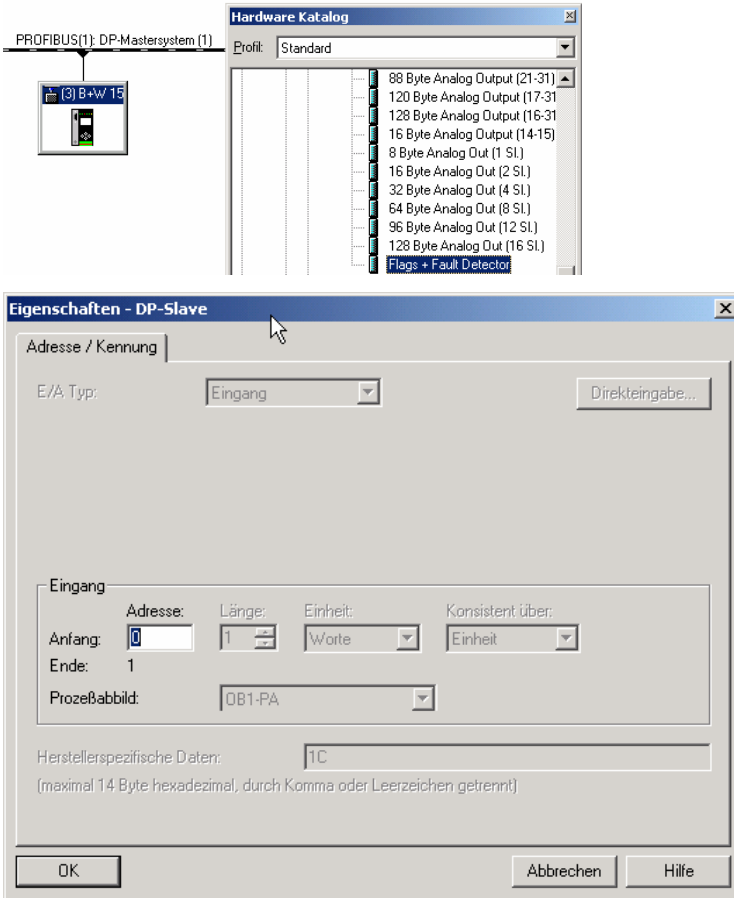 PROFIBUS(1): DP-Mastersystem (1)
(3) B+W 15
Hardware Katalog
Profil: Standard
88 Byte Analog Output (21-31)
120 Byte Analog Output (17-31
128 Byte Analog Output (16-31
16 Byte Analog Output (14-15)
8 Byte Analog Out (1 Sl.)
16 Byte Analog Out (2 Sl.)
32 Byte Analog Out (4 Sl.)
64 Byte Analog Out (8 Sl.)
96 Byte Analog Out (12 Sl.)
128 Byte Analog Out (16 Sl.)
Flags + Fault Detector
Eigenschaften - DP-Slave
Adresse / Kennung
E/A Typ: Eingang Direkteingabe...
Eingang
Adresse: Länge: Einheit: Konsistent über:
Anfang: 0 1 Worte Einheit
Ende: 1
Prozeßabbild: OB1-PA
Herstellerspezifische Daten: 1C
(maximal 14 Byte hexadezimal, durch Komma oder Leerzeichen getrennt)
OK Abbrechen Hilfe